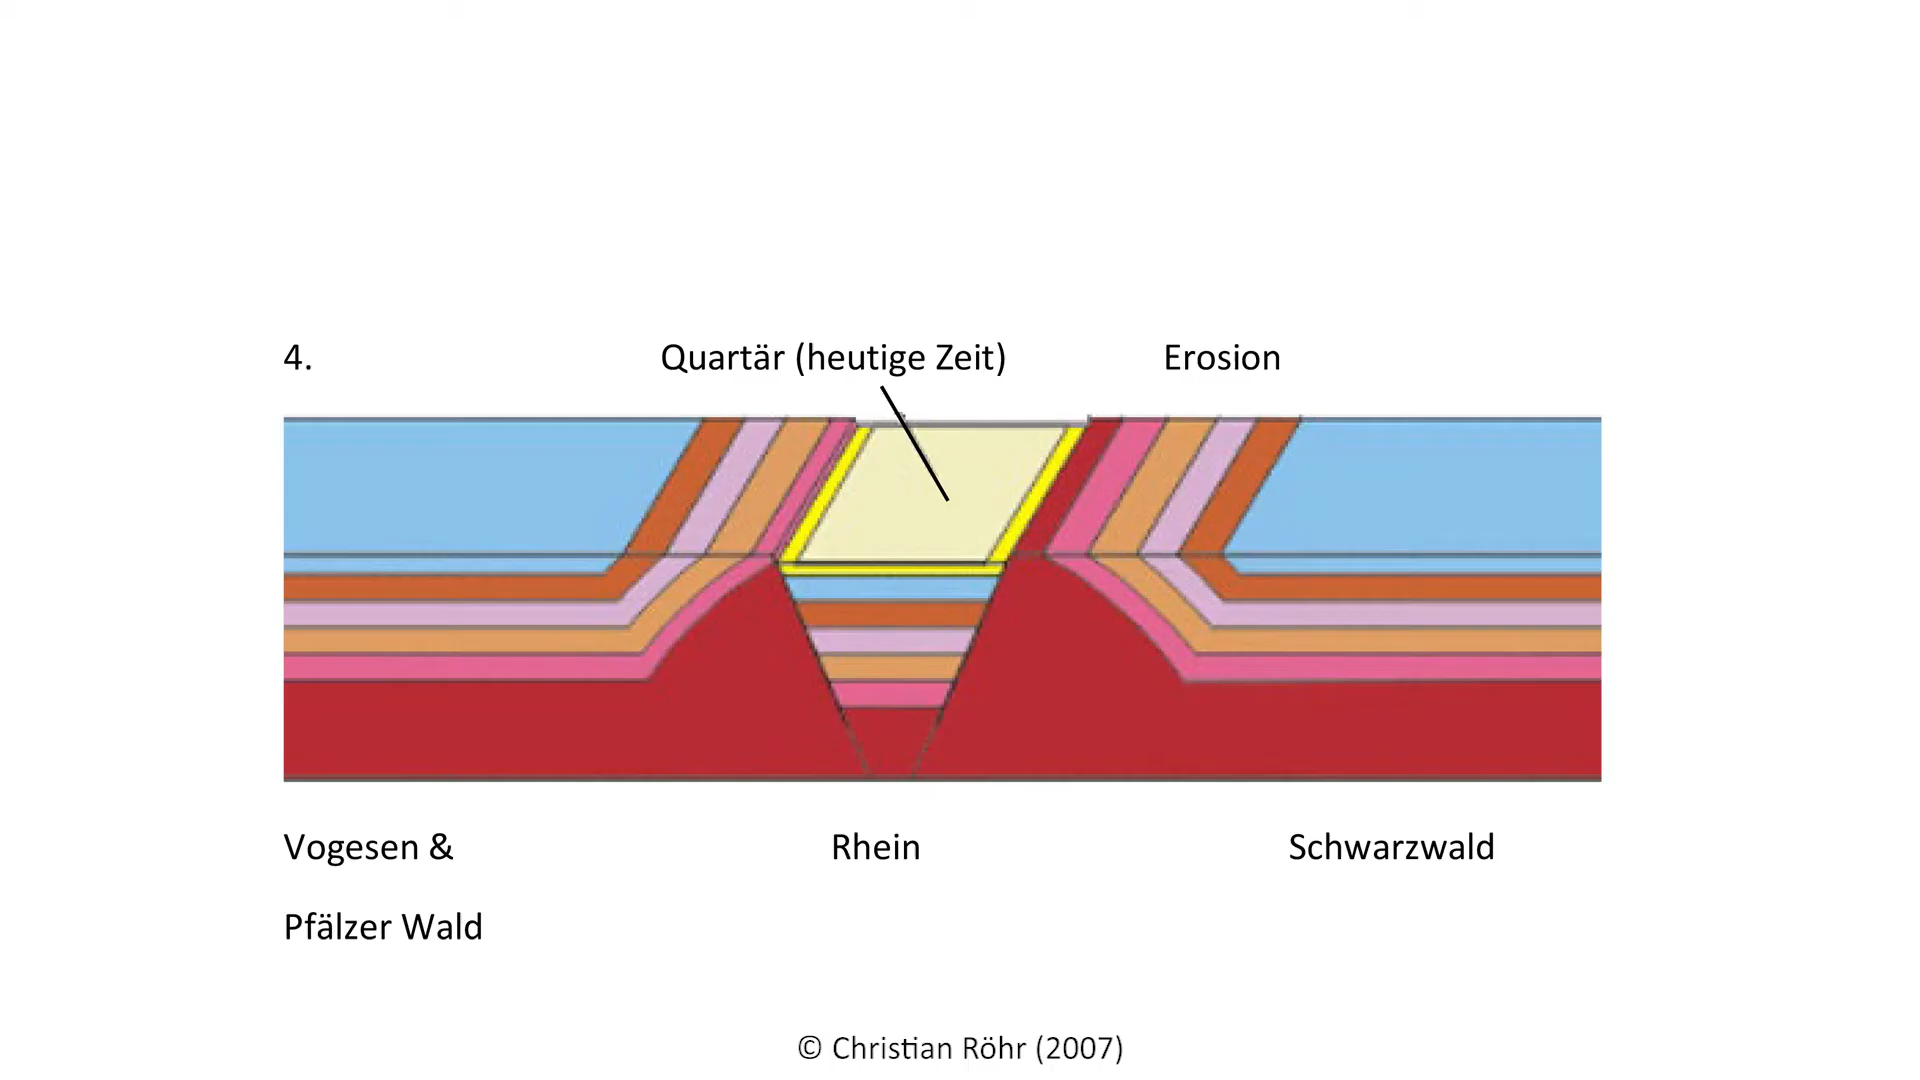 4. Quartär (heutige Zeit) Erosion
Vogesen & Rhein Schwarzwald
Pfälzer Wald
© Christian Röhr (2007)